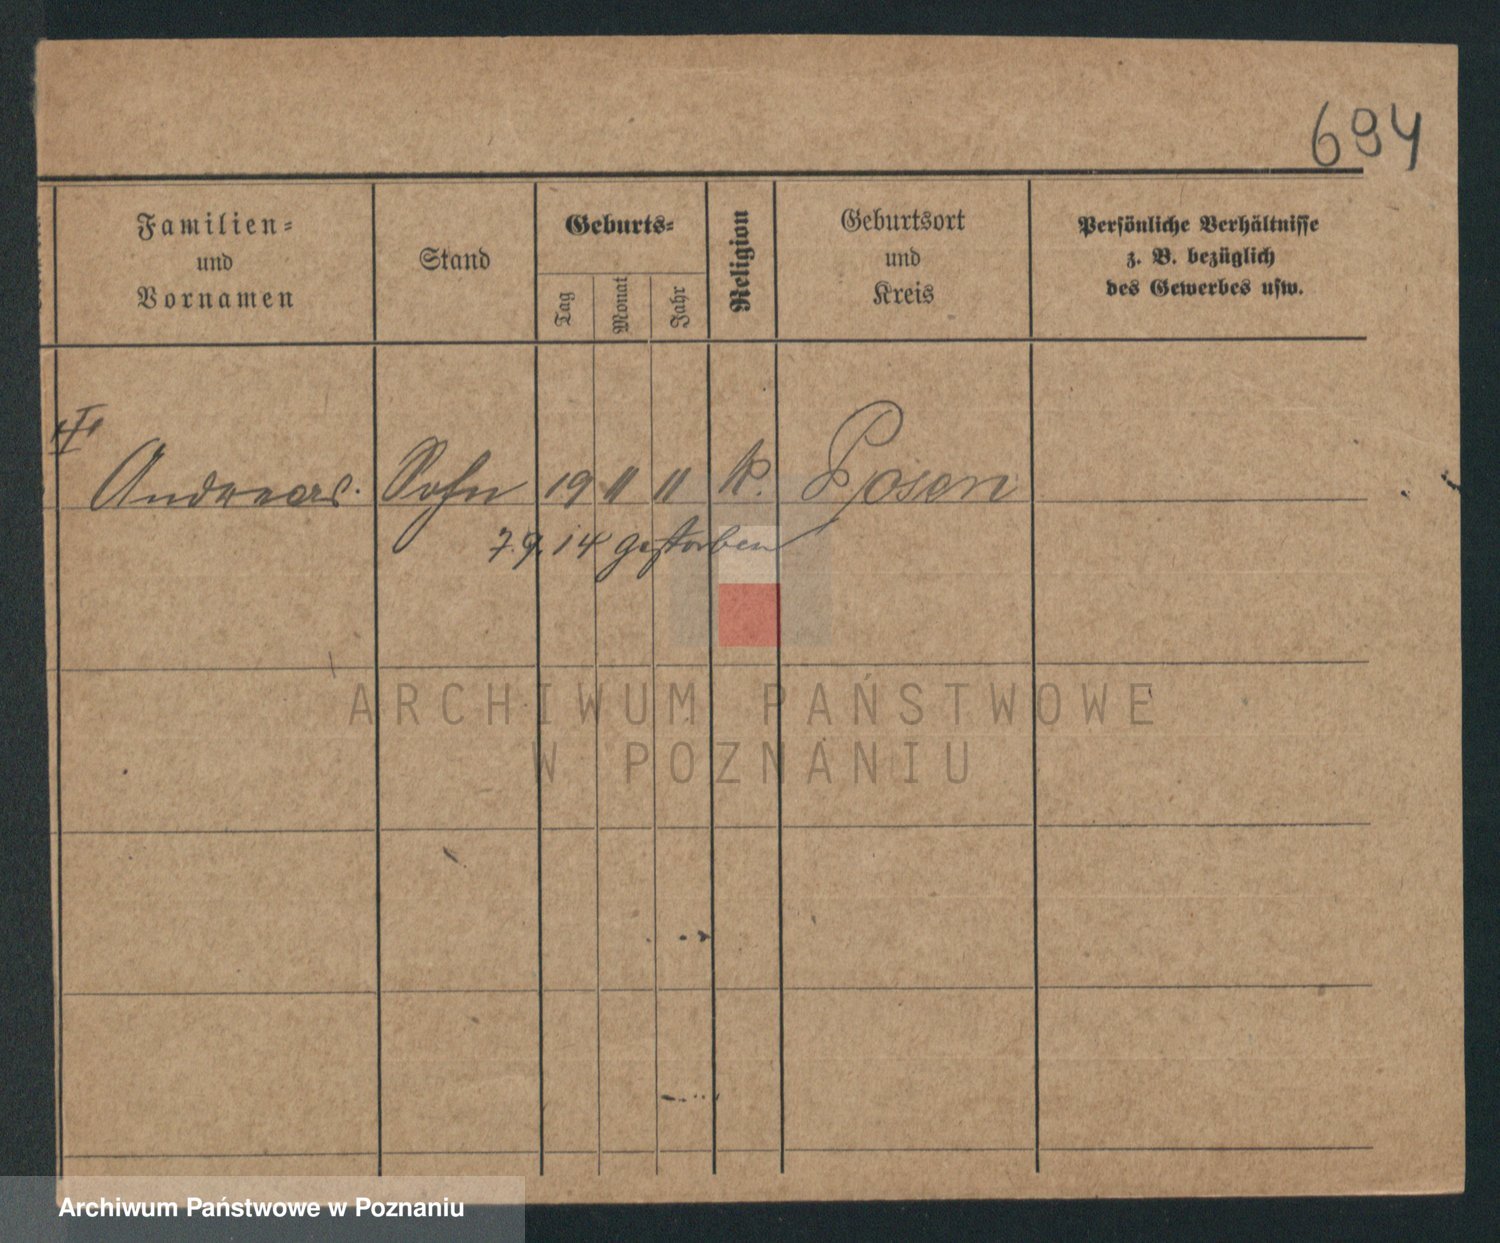 694
Familien-
und
Vornamen
Stand
Geburts-
Tag
Monat
Jahr
Religion
Geburtsort
und
Kreis
Persönliche Verhältnisse
z. B. bezüglich
des Gewerbes usw.
Andreas. Sohn 19 11 11 K. Posen
7.9.14 gestorben
ARCHIWUM PAŃSTWOWE
W POZNANIU
Archiwum Państwowe w Poznaniu